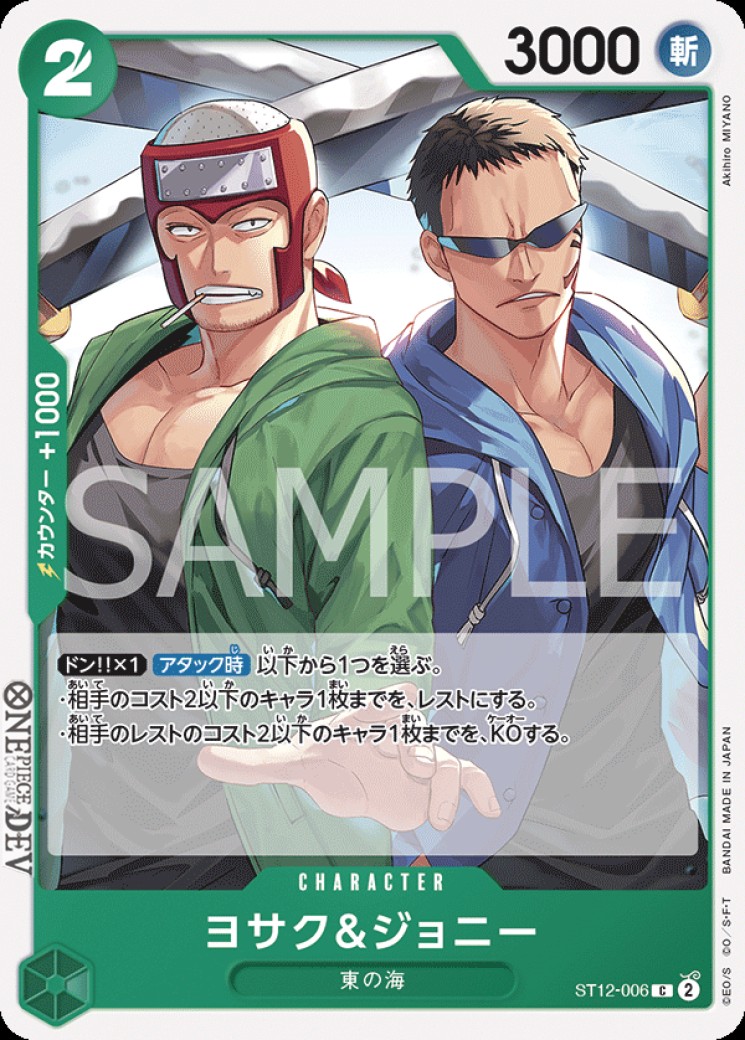 2
3000
斬
Akihiro MIYANO
カウンター +1000
SAMPLE
ドン!!×1 アタック時 以下から1つを選ぶ。
・相手のコスト2以下のキャラ1枚までを、レストにする。
・相手のレストのコスト2以下のキャラ1枚までを、KOする。
ONE PIECE
CARD GAME
DEV
BANDAI MADE IN JAPAN
CHARACTER
ヨサク&ジョニー
東の海
ST12-006 C 2
©EO/S ©O/S・F・T